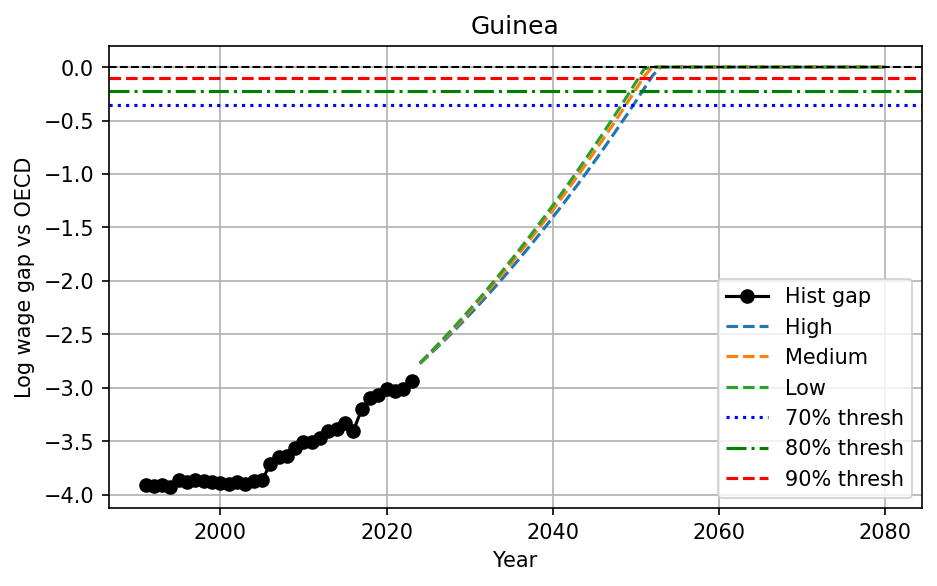 Guinea
Log wage gap vs OECD
0.0
−0.5
−1.0
−1.5
−2.0
−2.5
−3.0
−3.5
−4.0
Hist gap
High
Medium
Low
70% thresh
80% thresh
90% thresh
2000 2020 2040 2060 2080
Year